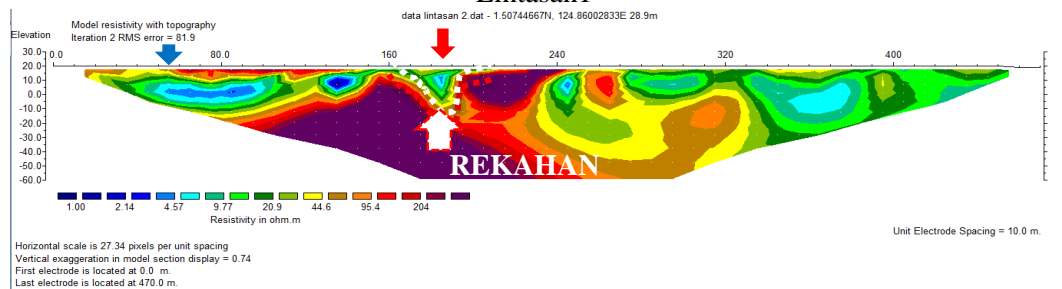 Lintasan1
data lintasan 2.dat - 1.50744667N, 124.86002833E 28.9m
Model resistivity with topography
Iteration 2 RMS error = 81.9
Elevation
0.0 80.0 160 240 320 400
30.0
20.0
10.0
0.0
-10.0
-20.0
-30.0
-40.0
-50.0
-60.0
REKAHAN
1.00 2.14 4.57 9.77 20.9 44.6 95.4 204
Resistivity in ohm.m
Unit Electrode Spacing = 10.0 m.
Horizontal scale is 27.34 pixels per unit spacing
Vertical exaggeration in model section display = 0.74
First electrode is located at 0.0 m.
Last electrode is located at 470.0 m.